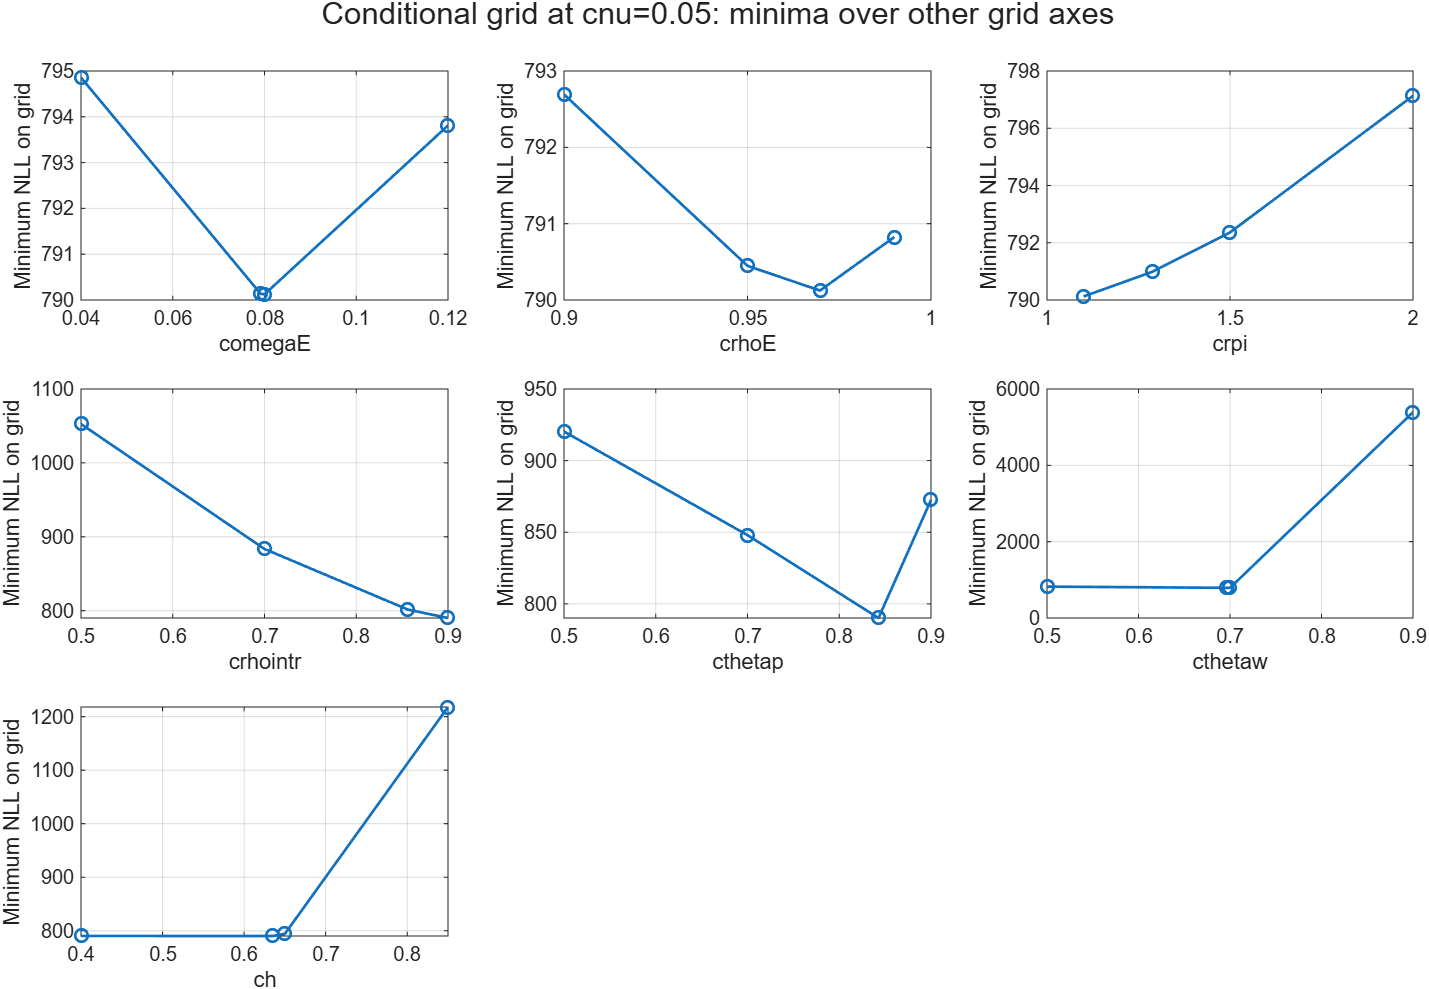 Conditional grid at cnu=0.05: minima over other grid axes
Minimum NLL on grid
795
794
793
792
791
790
0.04 0.06 0.08 0.1 0.12
comegaE
Minimum NLL on grid
793
792
791
790
0.9 0.95 1
crhoE
Minimum NLL on grid
798
796
794
792
790
1 1.5 2
crpi
Minimum NLL on grid
1100
1000
900
800
0.5 0.6 0.7 0.8 0.9
crhointr
Minimum NLL on grid
950
900
850
800
0.5 0.6 0.7 0.8 0.9
cthetap
Minimum NLL on grid
6000
4000
2000
0
0.5 0.6 0.7 0.8 0.9
cthetaw
Minimum NLL on grid
1200
1100
1000
900
800
0.4 0.5 0.6 0.7 0.8
ch